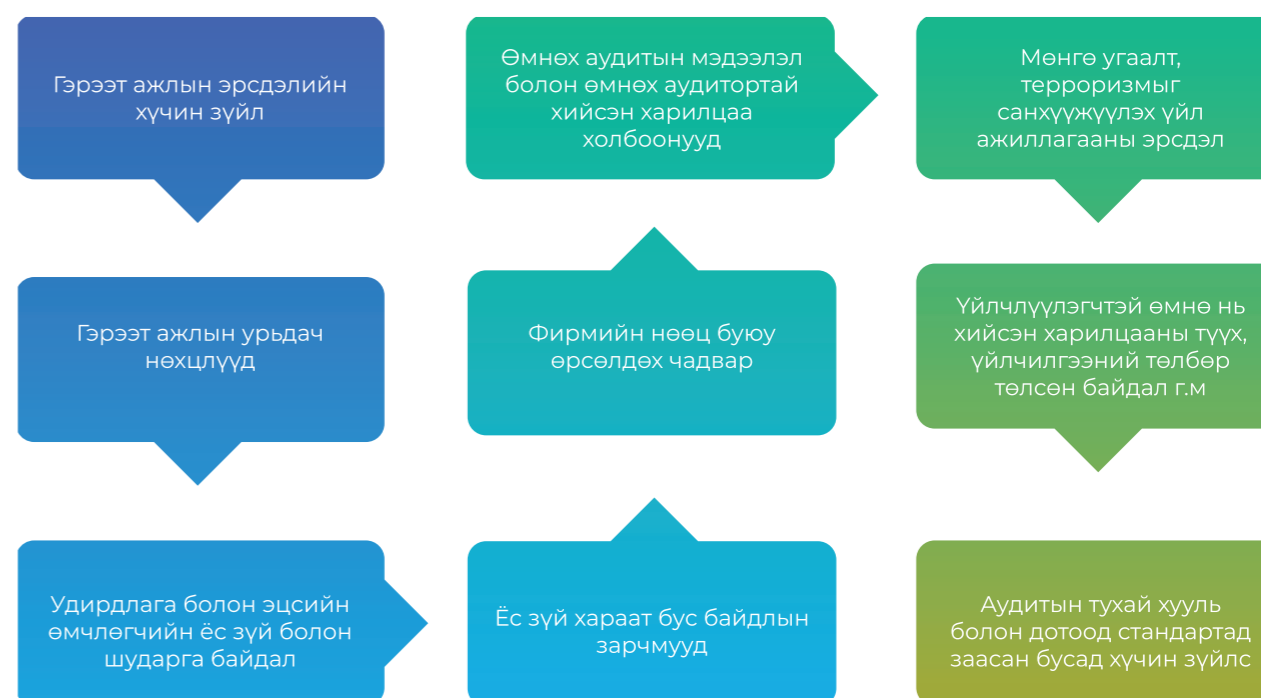 Гэрээт ажлын эрсдэлийн
хүчин зүйл
Гэрээт ажлын урьдач
нөхцлүүд
Удирдлага болон эцсийн
өмчлөгчийн ёс зүй болон
шударга байдал
Ёс зүй хараат бус байдлын
зарчмууд
Фирмийн нөөц буюу
өрсөлдөх чадвар
Өмнөх аудитын мэдээлэл
болон өмнөх аудитортай
хийсэн харилцаа
холбоонууд
Мөнгө угаалт,
терроризмыг
санхүүжүүлэх үйл
ажиллагааны эрсдэл
Үйлчлүүлэгчтэй өмнө нь
хийсэн харилцааны түүх,
үйлчилгээний төлбөр
төлсөн байдал г.м
Аудитын тухай хууль
болон дотоод стандартад
заасан бусад хүчин зүйлс